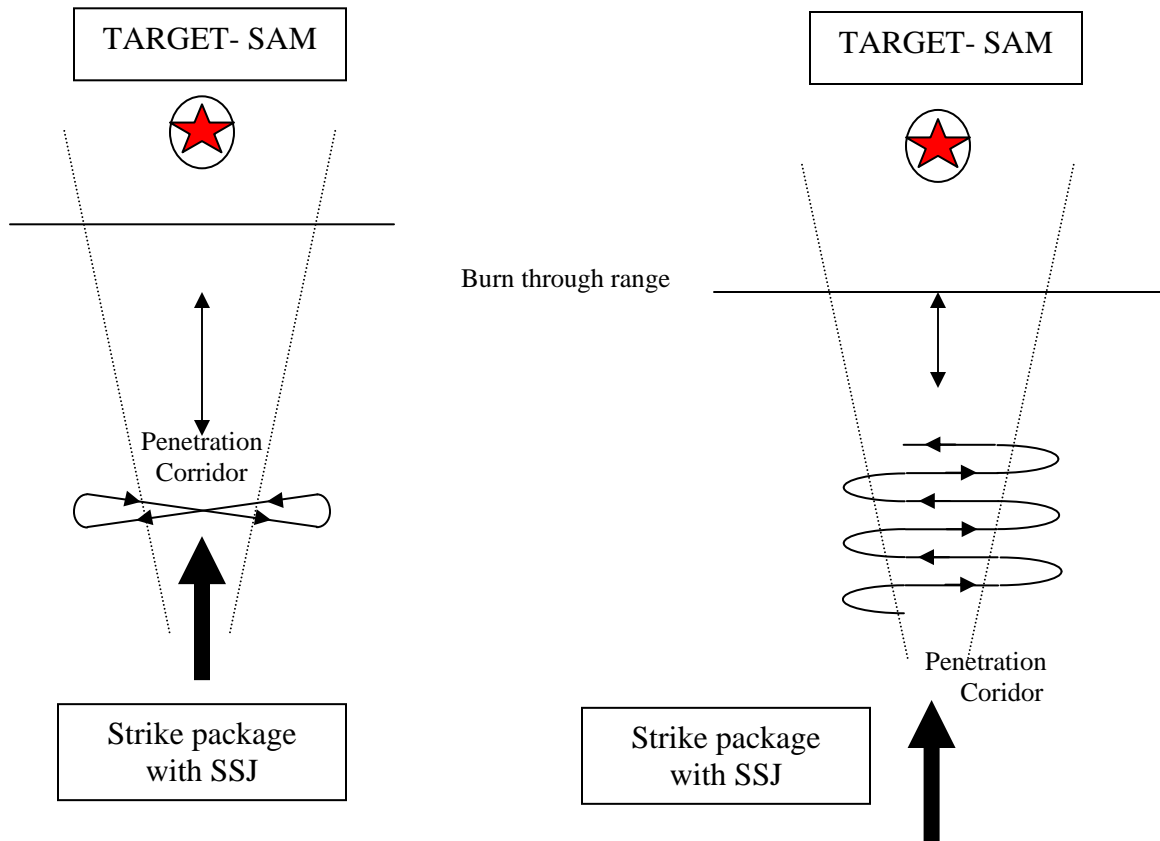 TARGET- SAM
TARGET- SAM
Burn through range
Penetration
Corridor
Penetration
Coridor
Strike package
with SSJ
Strike package
with SSJ